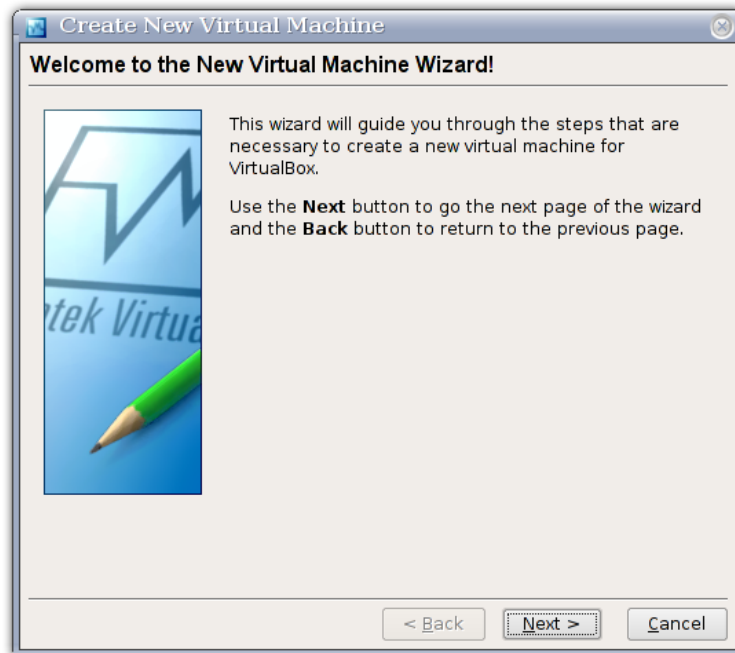 Create New Virtual Machine
Welcome to the New Virtual Machine Wizard!
This wizard will guide you through the steps that are
necessary to create a new virtual machine for
VirtualBox.
Use the Next button to go the next page of the wizard
and the Back button to return to the previous page.
tek Virtua
< Back
Next >
Cancel